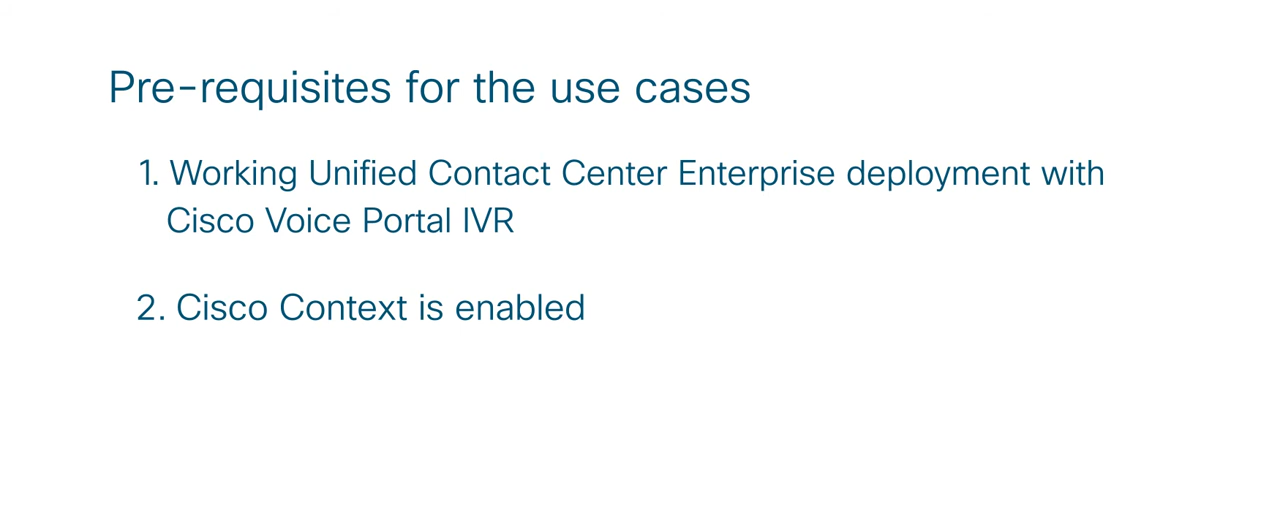 Pre-requisites for the use cases
1. Working Unified Contact Center Enterprise deployment with
Cisco Voice Portal IVR
2. Cisco Context is enabled